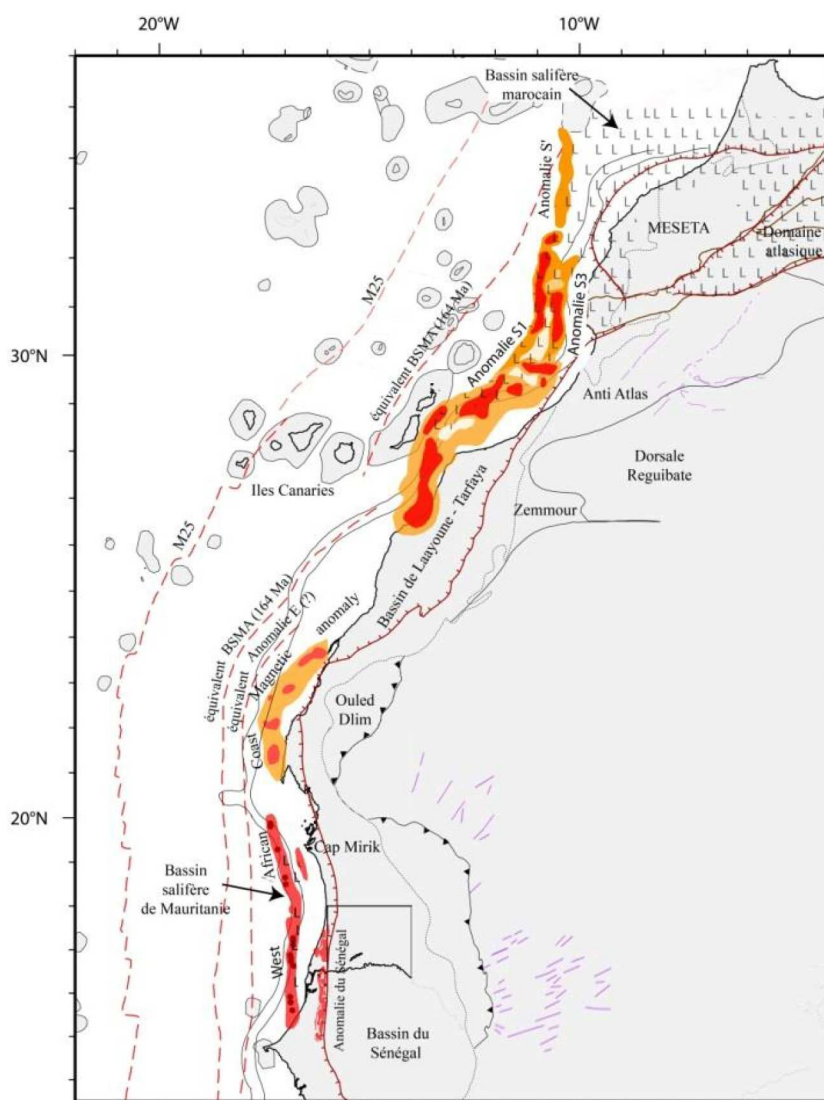 20°W
10°W
Bassin salifère
marocain
Anomalie S'
MESETA
Domaine
atlasique
M25
équivalent BSMA (164 Ma)
Anomalie S1
Anomalie S3
30°N
Anti Atlas
Dorsale
Reguibate
Iles Canaries
Zemmour
M25
Bassin de Laayoune - Tarfaya
équivalent BSMA (164 Ma)
équivalent Anomalie E (?)
West African Coast Magnetic anomaly
Ouled
Dlim
20°N
Cap Mirik
Bassin
salifère
de Mauritanie
Anomalie du Sénégal
Bassin du
Sénégal
L